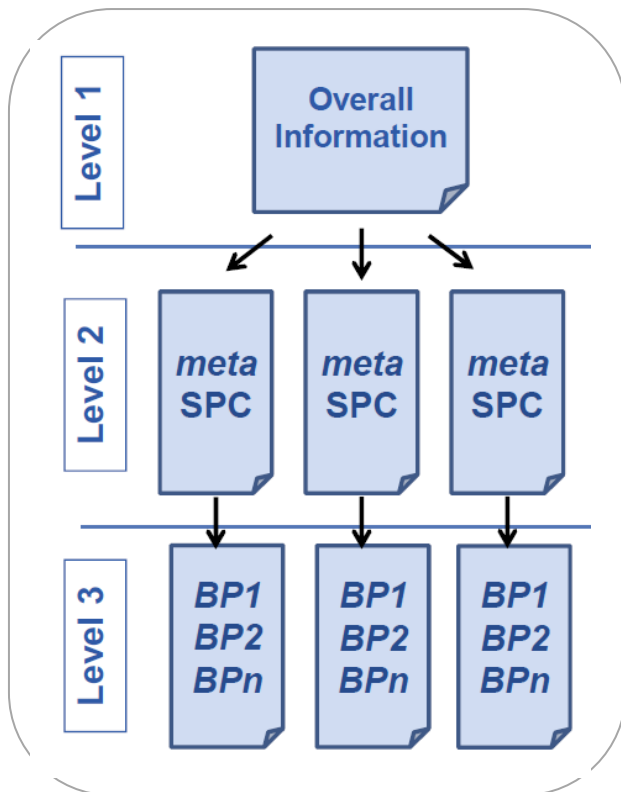 Level 1
Overall
Information
Level 2
meta
SPC
meta
SPC
meta
SPC
Level 3
BP1
BP2
BPn
BP1
BP2
BPn
BP1
BP2
BPn